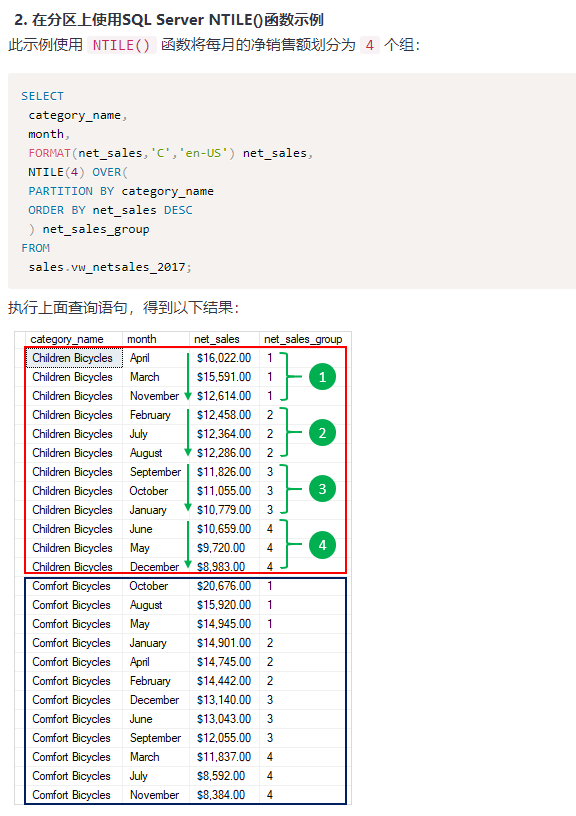 2. 在分区上使用SQL Server NTILE()函数示例
此示例使用 NTILE() 函数将每月的净销售额划分为 4 个组：
SELECT
category_name,
month,
FORMAT(net_sales,'C','en-US') net_sales,
NTILE(4) OVER(
PARTITION BY category_name
ORDER BY net_sales DESC
) net_sales_group
FROM
sales.vw_netsales_2017;
执行上面查询语句，得到以下结果：
category_name month net_sales net_sales_group
Children Bicycles April $16,022.00 1
Children Bicycles March $15,591.00 1 1
Children Bicycles November $12,614.00 1
Children Bicycles February $12,458.00 2
Children Bicycles July $12,364.00 2 2
Children Bicycles August $12,286.00 2
Children Bicycles September $11,826.00 3
Children Bicycles October $11,055.00 3 3
Children Bicycles January $10,779.00 3
Children Bicycles June $10,659.00 4
Children Bicycles May $9,720.00 4 4
Children Bicycles December $8,983.00 4
Comfort Bicycles October $20,676.00 1
Comfort Bicycles August $15,920.00 1
Comfort Bicycles May $14,945.00 1
Comfort Bicycles January $14,901.00 2
Comfort Bicycles April $14,745.00 2
Comfort Bicycles February $14,442.00 2
Comfort Bicycles December $13,140.00 3
Comfort Bicycles June $13,043.00 3
Comfort Bicycles September $12,055.00 3
Comfort Bicycles March $11,837.00 4
Comfort Bicycles July $8,592.00 4
Comfort Bicycles November $8,384.00 4